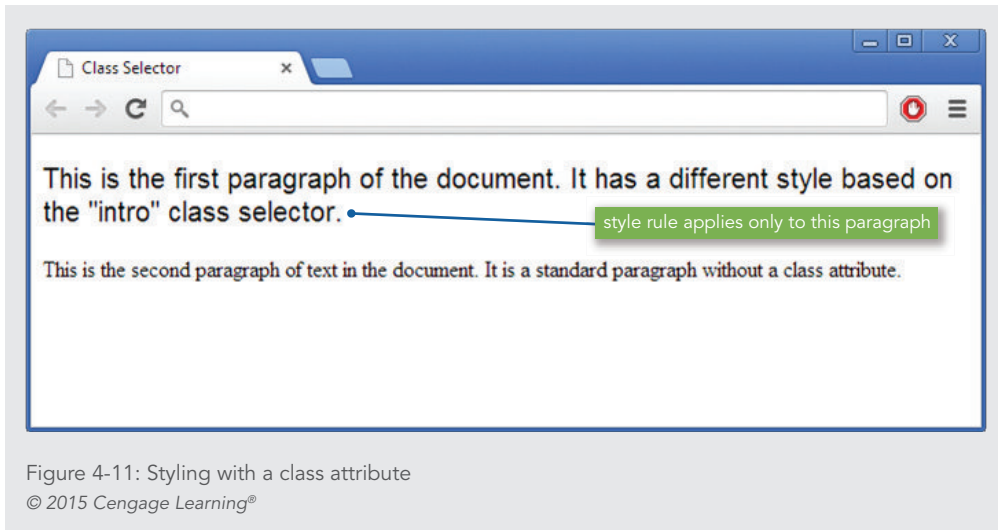 Class Selector
This is the first paragraph of the document. It has a different style based on
the "intro" class selector.
style rule applies only to this paragraph
This is the second paragraph of text in the document. It is a standard paragraph without a class attribute.
Figure 4-11: Styling with a class attribute
© 2015 Cengage Learning®